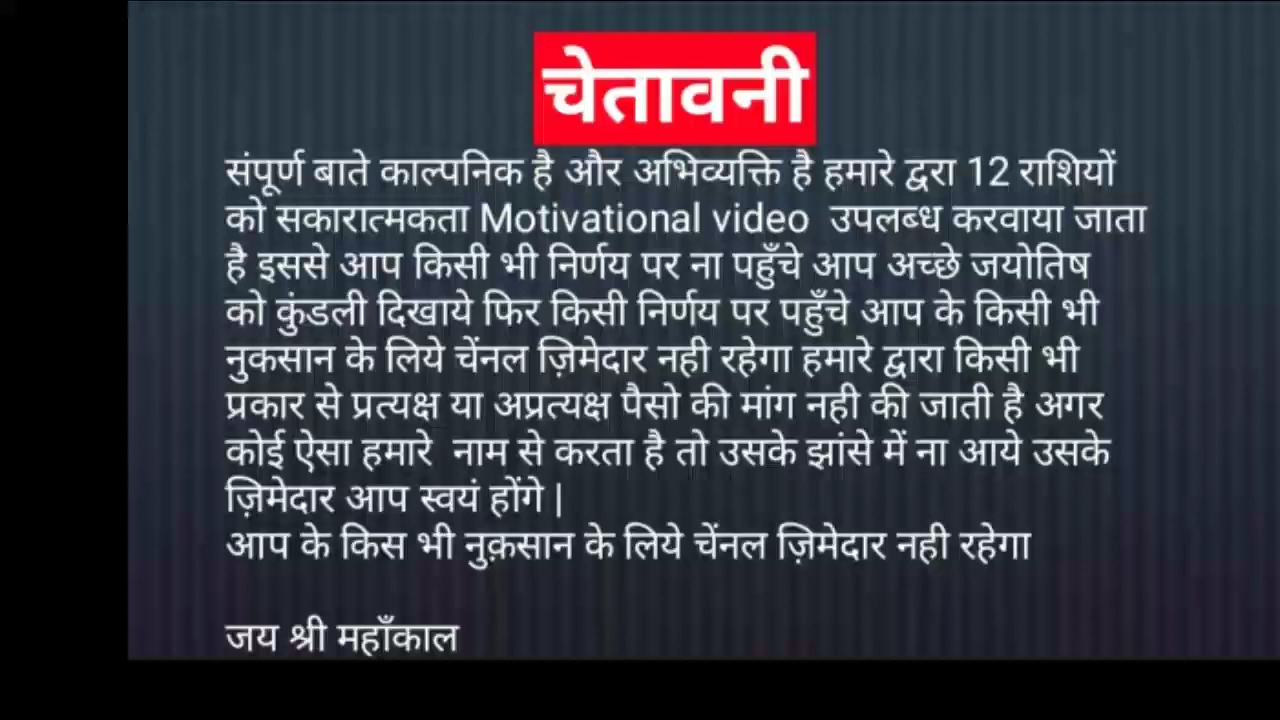 चेतावनी
संपूर्ण बाते काल्पनिक है और अभिव्यक्ति है हमारे द्वरा 12 राशियों
को सकारात्मकता Motivational video उपलब्ध करवाया जाता
है इससे आप किसी भी निर्णय पर ना पहुँचे आप अच्छे जयोतिष
को कुंडली दिखाये फिर किसी निर्णय पर पहुँचे आप के किसी भी
नुकसान के लिये चेंनल ज़िमेदार नही रहेगा हमारे द्वारा किसी भी
प्रकार से प्रत्यक्ष या अप्रत्यक्ष पैसो की मांग नही की जाती है अगर
कोई ऐसा हमारे नाम से करता है तो उसके झांसे में ना आये उसके
ज़िमेदार आप स्वयं होंगे |
आप के किस भी नुक़सान के लिये चेंनल ज़िमेदार नही रहेगा
जय श्री महाँकाल